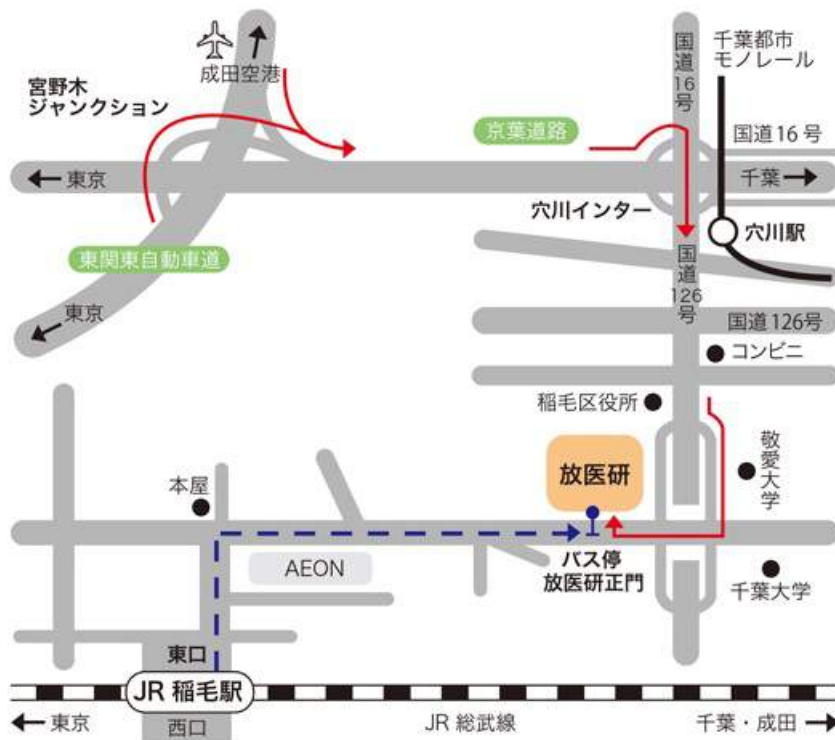 成田空港
宮野木
ジャンクション
国道16号
千葉都市
モノレール
京葉道路
国道16号
東京
千葉
穴川インター
穴川駅
東関東自動車道
国道126号
東京
国道126号
コンビニ
稲毛区役所
敬愛大学
放医研
本屋
AEON
バス停
放医研正門
千葉大学
東口
JR 稲毛駅
西口
東京
JR 総武線
千葉・成田